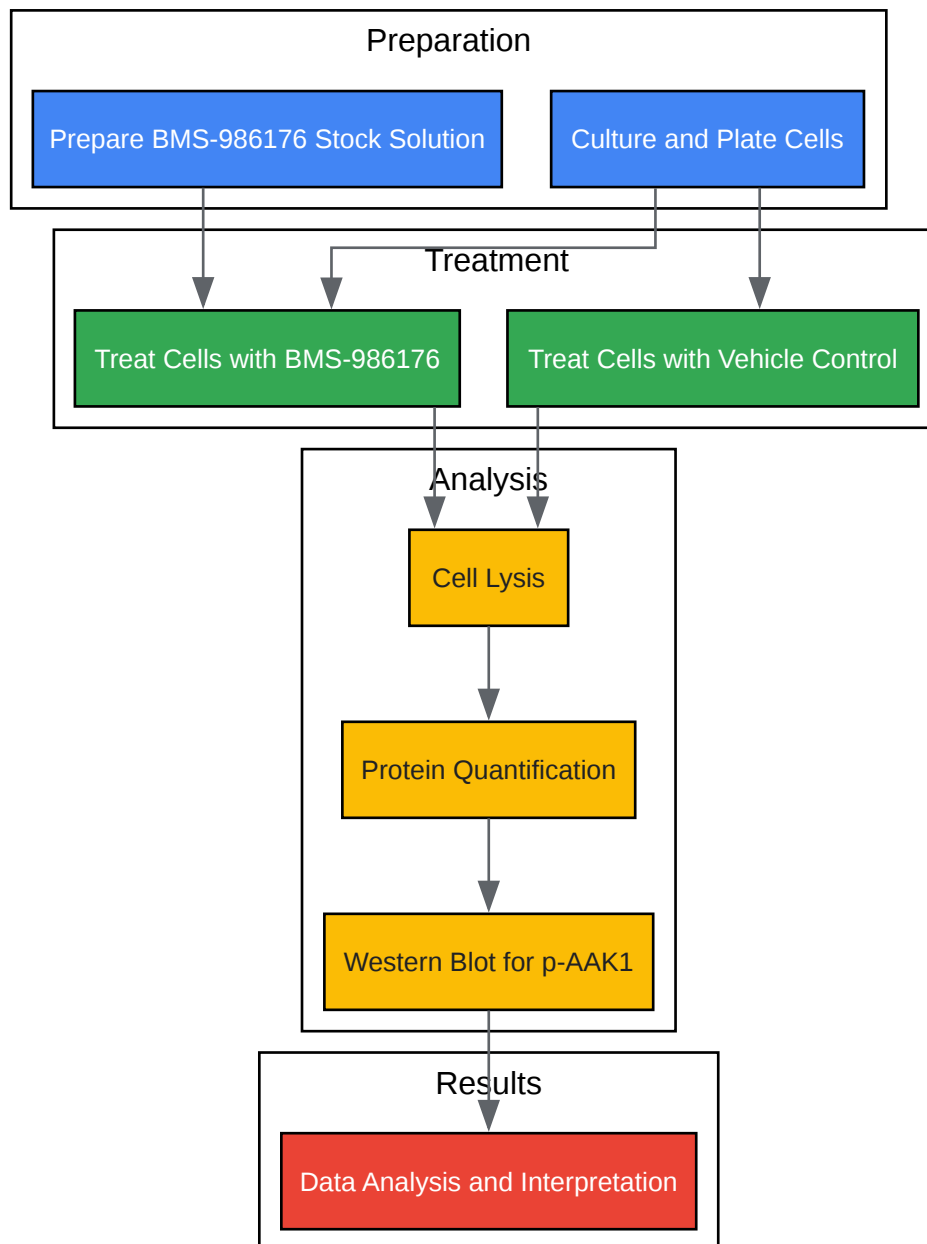 Preparation
Prepare BMS-986176 Stock Solution
Culture and Plate Cells
Treatment
Treat Cells with BMS-986176
Treat Cells with Vehicle Control
Analysis
Cell Lysis
Protein Quantification
Western Blot for p-AAK1
Results
Data Analysis and Interpretation